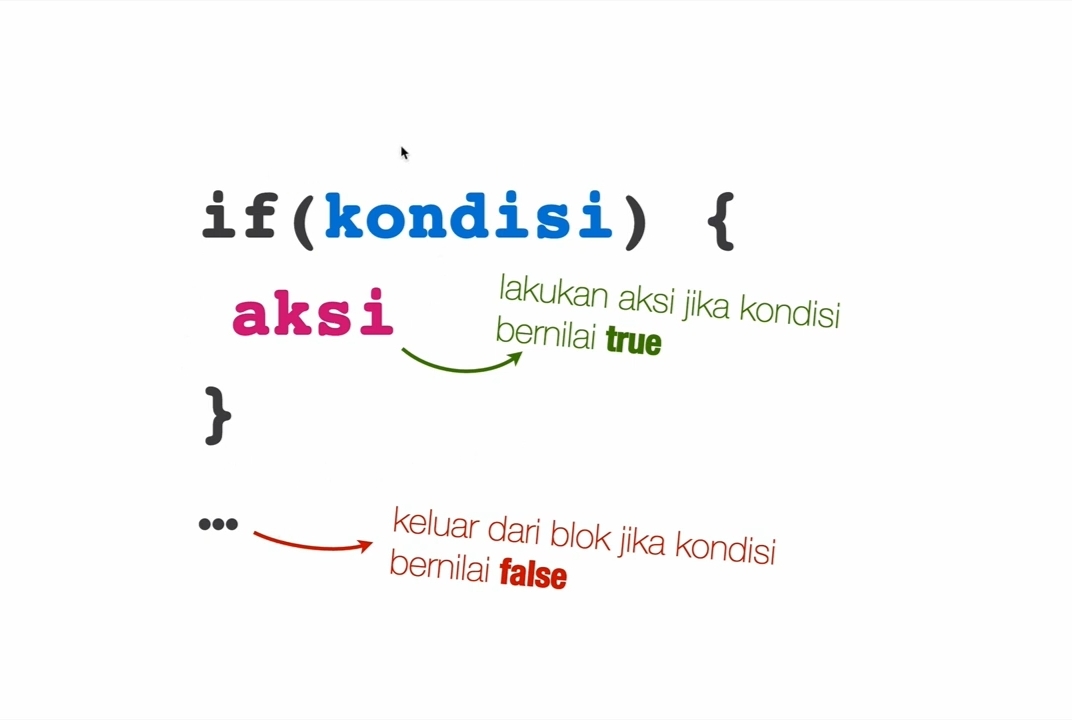 if(kondisi) {
aksi
lakukan aksi jika kondisi
bernilai true
}
...
keluar dari blok jika kondisi
bernilai false